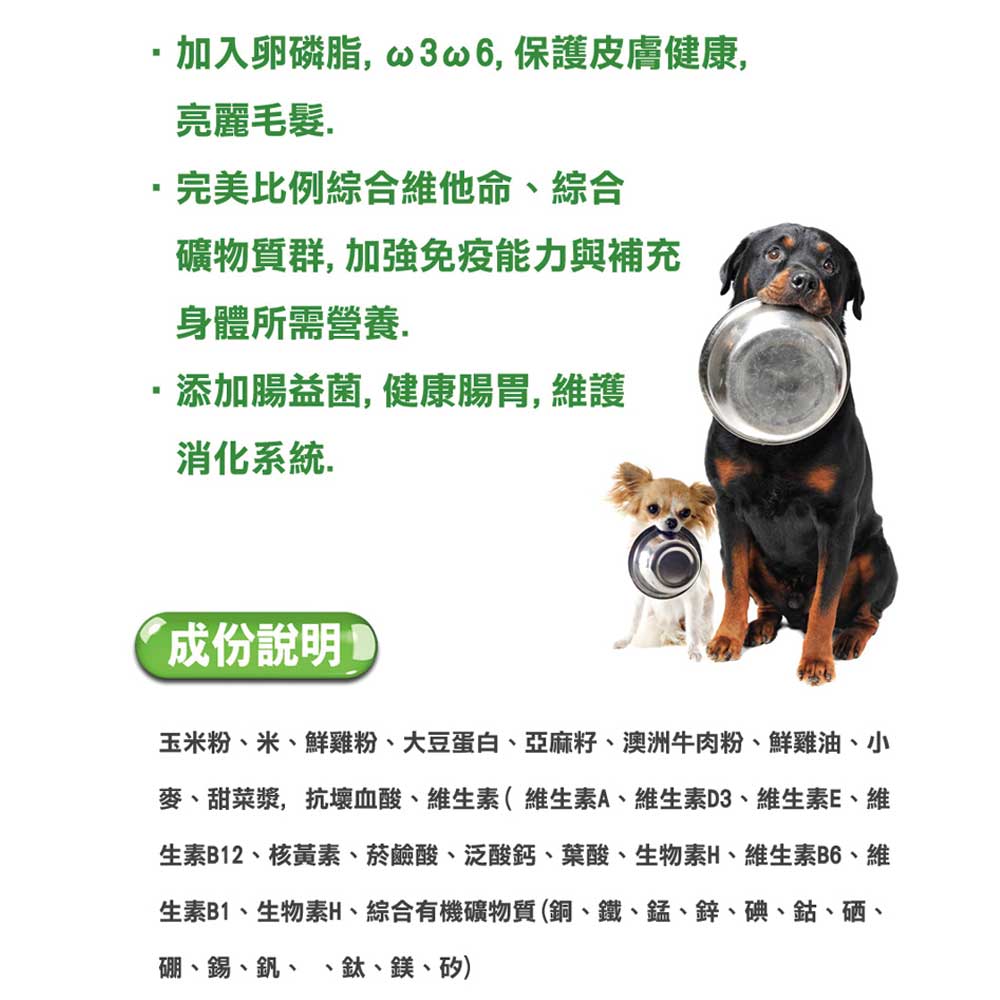 · 加入卵磷脂, ω3ω6, 保護皮膚健康,
亮麗毛髮.
· 完美比例綜合維他命、綜合
礦物質群, 加強免疫能力與補充
身體所需營養.
· 添加腸益菌, 健康腸胃, 維護
消化系統.
成份說明
玉米粉、米、鮮雞粉、大豆蛋白、亞麻籽、澳洲牛肉粉、鮮雞油、小
麥、甜菜漿, 抗壞血酸、維生素( 維生素A、維生素D3、維生素E、維
生素B12、核黃素、菸鹼酸、泛酸鈣、葉酸、生物素H、維生素B6、維
生素B1、生物素H、綜合有機礦物質(銅、鐵、錳、鋅、碘、鈷、硒、
硼、錫、釩、 、鈦、鎂、矽)